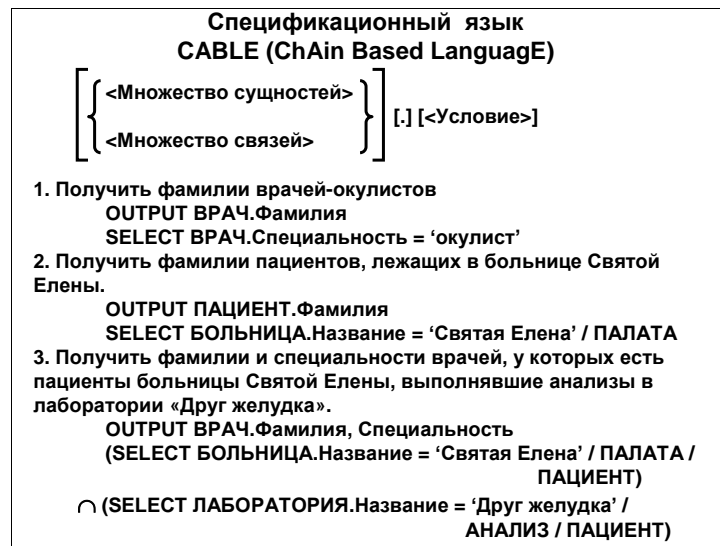 Спецификационный язык
CABLE (ChAin Based LanguagE)
<Множество сущностей>
[.] [<Условие>]
<Множество связей>
1. Получить фамилии врачей-окулистов
OUTPUT ВРАЧ.Фамилия
SELECT ВРАЧ.Специальность = ‘окулист’
2. Получить фамилии пациентов, лежащих в больнице Святой
Елены.
OUTPUT ПАЦИЕНТ.Фамилия
SELECT БОЛЬНИЦА.Название = ‘Святая Елена’ / ПАЛАТА
3. Получить фамилии и специальности врачей, у которых есть
пациенты больницы Святой Елены, выполнявшие анализы в
лаборатории «Друг желудка».
OUTPUT ВРАЧ.Фамилия, Специальность
(SELECT БОЛЬНИЦА.Название = ‘Святая Елена’ / ПАЛАТА /
ПАЦИЕНТ)
∩ (SELECT ЛАБОРАТОРИЯ.Название = ‘Друг желудка’ /
АНАЛИЗ / ПАЦИЕНТ)